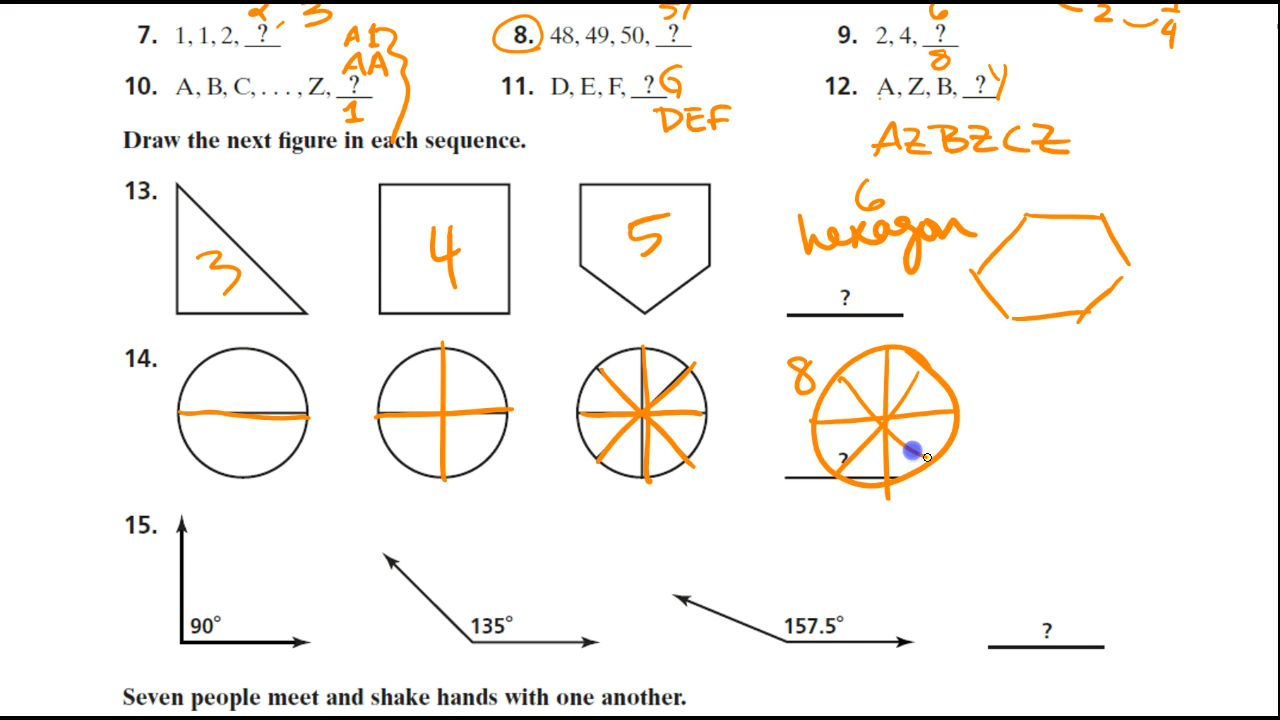 7. 1, 1, 2, ? 3
8. 48, 49, 50, ?
9. 2, 4, ? 6 8
2 1/4
10. A, B, C, . . . , Z, ? 1
AA
11. D, E, F, ? G
DEF
12. A, Z, B, ? Y
AZBZCZ
Draw the next figure in each sequence.
13. 3 4 5 ?
6
hexagon
14. 8 ?
15. 90° 135° 157.5° ?
Seven people meet and shake hands with one another.